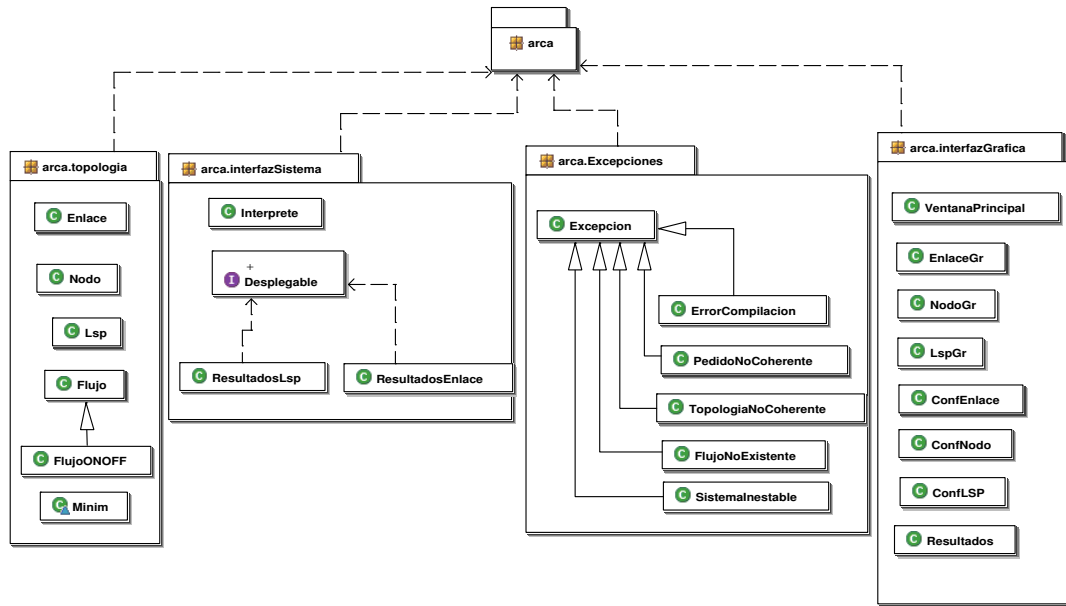 arca
arca.topologia
Enlace
Nodo
Lsp
Flujo
FlujoONOFF
Minim
arca.interfazSistema
Interprete
+
Desplegable
ResultadosLsp
ResultadosEnlace
arca.Excepciones
Excepcion
ErrorCompilacion
PedidoNoCoherente
TopologiaNoCoherente
FlujoNoExistente
SistemaInestable
arca.interfazGrafica
VentanaPrincipal
EnlaceGr
NodoGr
LspGr
ConfEnlace
ConfNodo
ConfLSP
Resultados